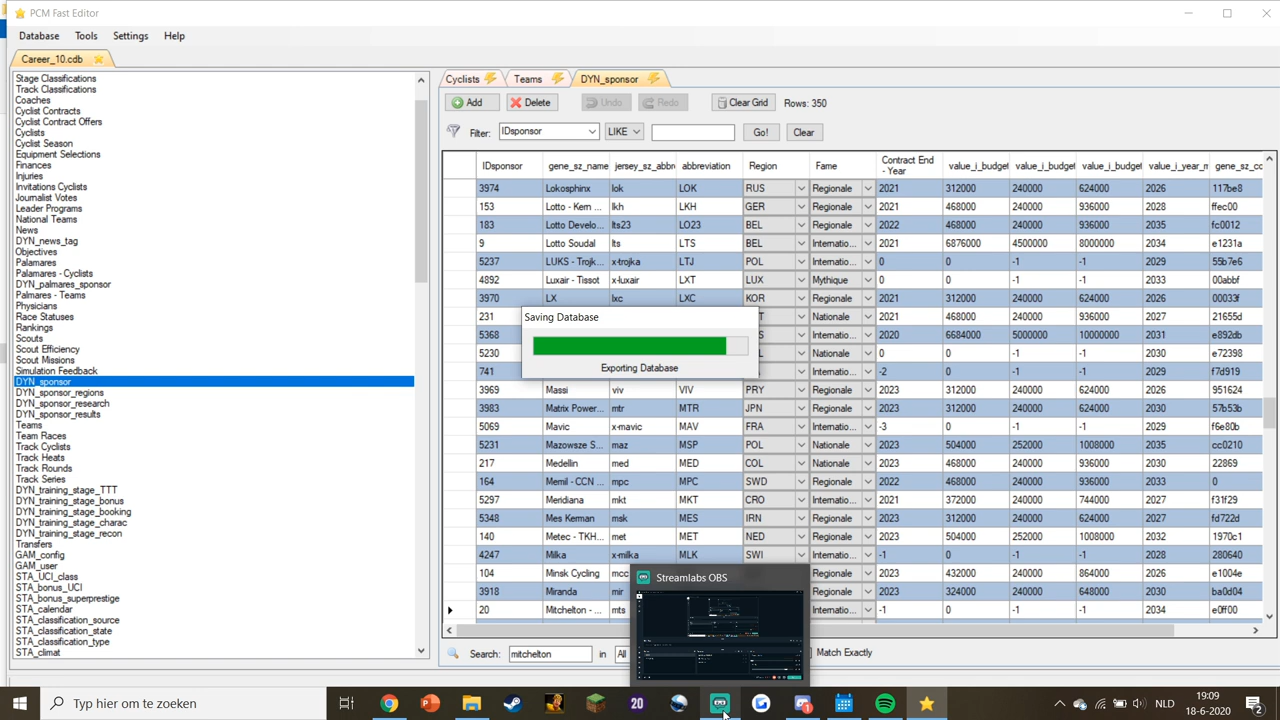 PCM Fast Editor
Database Tools Settings Help
Career_10.cdb
Stage Classifications
Track Classifications
Coaches
Cyclist Contracts
Cyclist Contract Offers
Cyclists
Cyclist Season
Equipment Selections
Finances
Injuries
Invitations Cyclists
Journalist Votes
Leader Programs
National Teams
News
DYN_news_tag
Objectives
Palamares
Palamares - Cyclists
DYN_palmares_sponsor
Palmares - Teams
Physicians
Race Statuses
Rankings
Scouts
Scout Efficiency
Scout Missions
Simulation Feedback
DYN_sponsor
DYN_sponsor_regions
DYN_sponsor_research
DYN_sponsor_results
Teams
Team Races
Track Cyclists
Track Heats
Track Rounds
Track Series
DYN_training_stage_TTT
DYN_training_stage_bonus
DYN_training_stage_booking
DYN_training_stage_charac
DYN_training_stage_recon
Transfers
GAM_config
GAM_user
STA_UCI_class
STA_bonus_UCI
STA_bonus_superprestige
STA_calendar
STA_classification_source
STA_classification_state
STA_classification_type
STA_climat
Cyclists Teams DYN_sponsor
Add Delete Undo Redo Clear Grid Rows: 350
Filter: IDsponsor LIKE Go! Clear
IDsponsor gene_sz_name jersey_sz_abbr abbreviation Region Fame Contract End - Year value_i_budget value_i_budget value_i_budget value_i_year_m gene_sz_co
3974 Lokosphinx lok LOK RUS Regionale 2021 312000 240000 624000 2026 117be8
153 Lotto - Kern ... lkh LKH GER Regionale 2021 468000 240000 936000 2028 ffec00
183 Lotto Develo... lts23 LO23 BEL Regionale 2022 468000 240000 936000 2035 fc0012
9 Lotto Soudal lts LTS BEL Internatio... 2021 6876000 4500000 8000000 2034 e1231a
5237 LUKS - Trojk... x-trojka LTJ POL Internatio... 0 0 -1 -1 2029 55b7e6
4892 Luxair - Tissot x-luxair LXT LUX Mythique 0 0 -1 -1 2033 00abbf
3970 LX lxc LXC KOR Regionale 2021 312000 240000 624000 2026 00033f
231 Nationale 2021 468000 240000 936000 2027 21655d
5368 Internatio... 2020 6684000 5000000 10000000 2031 e892db
5230 Nationale 0 0 -1 -1 2030 e72398
741 Internatio... -2 0 -1 -1 2029 f7d919
3969 Massi viv VIV PRY Regionale 2023 312000 240000 624000 2026 951624
3983 Matrix Power... mtr MTR JPN Regionale 2023 312000 240000 624000 2030 57b53b
5069 Mavic x-mavic MAV FRA Internatio... -3 0 -1 -1 2029 f6e80b
5231 Mazowsze S... maz MSP POL Nationale 2023 504000 252000 1008000 2035 cc0210
217 Medellin med MED COL Nationale 2023 468000 240000 936000 2030 22869
164 Memil - CCN ... mpc MPC SWD Regionale 2022 468000 240000 936000 2033 0
5297 Meridiana mkt MKT CRO Internatio... 2021 372000 240000 744000 2027 f31f29
5348 Mes Kerman msk MES IRN Regionale 2023 312000 240000 624000 2027 fd722d
140 Metec - TKH... met MET NED Regionale 2023 504000 252000 1008000 2032 1970c1
4247 Milka x-milka MLK SWI Internatio... -1 0 -1 -1 2028 280640
104 Minsk Cycling mcc Regionale 2024 432000 240000 864000 2026 e1004e
3918 Miranda mir Regionale 2023 324000 240000 648000 2030 ba0d04
20 Mitchelton - ... mts Internatio... -1 0 -1 -1 2034 e0ff00
Saving Database
Exporting Database
Streamlabs OBS
Search: mitchelton in All Match Exactly
Typ hier om te zoeken
20
NLD
19:09
18-6-2020
2